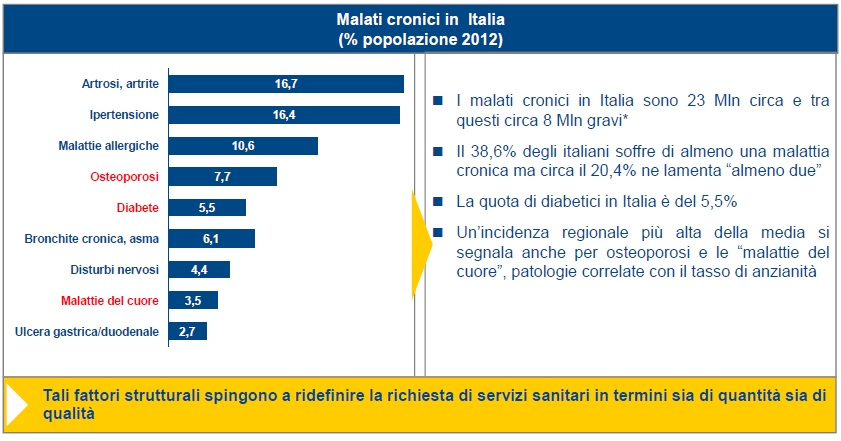 Malati cronici in Italia
(% popolazione 2012)
Artrosi, artrite 16,7
Ipertensione 16,4
Malattie allergiche 10,6
Osteoporosi 7,7
Diabete 5,5
Bronchite cronica, asma 6,1
Disturbi nervosi 4,4
Malattie del cuore 3,5
Ulcera gastrica/duodenale 2,7
I malati cronici in Italia sono 23 Mln circa e tra
questi circa 8 Mln gravi*
Il 38,6% degli italiani soffre di almeno una malattia
cronica ma circa il 20,4% ne lamenta “almeno due”
La quota di diabetici in Italia è del 5,5%
Un’incidenza regionale più alta della media si
segnala anche per osteoporosi e le “malattie del
cuore”, patologie correlate con il tasso di anzianità
Tali fattori strutturali spingono a ridefinire la richiesta di servizi sanitari in termini sia di quantità sia di
qualità